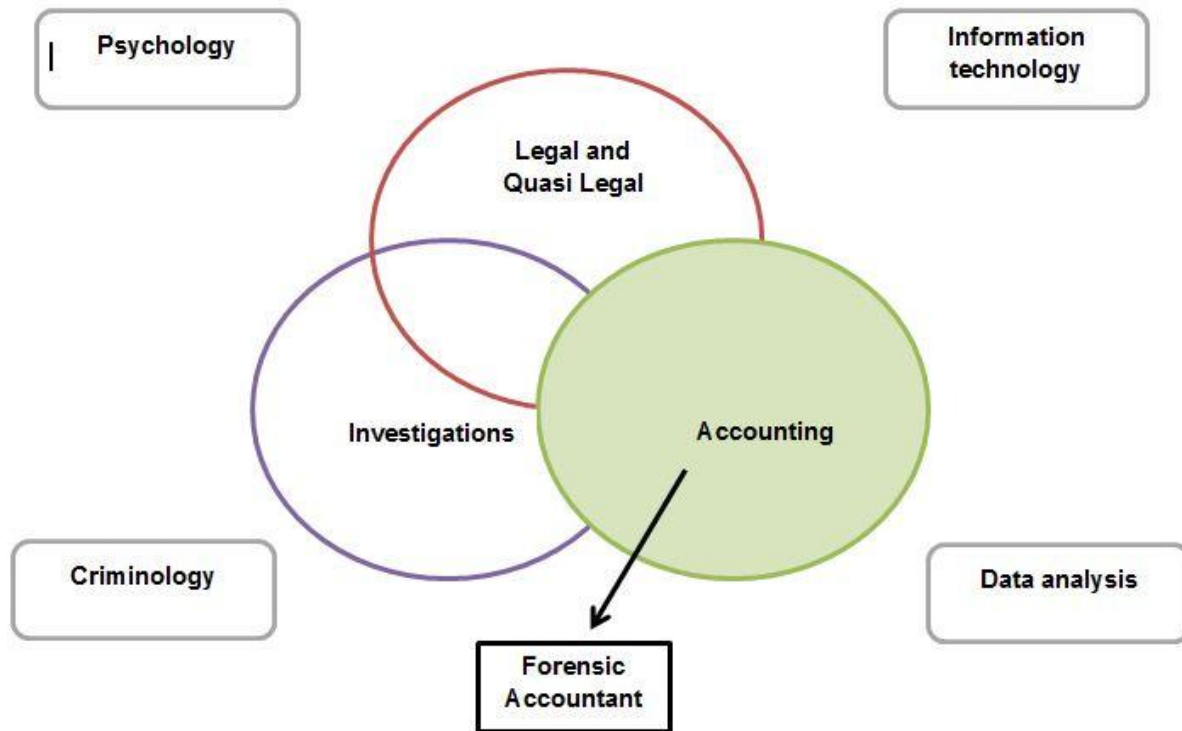 Psychology
Information
technology
Legal and
Quasi Legal
Investigations
Accounting
Criminology
Data analysis
Forensic
Accountant